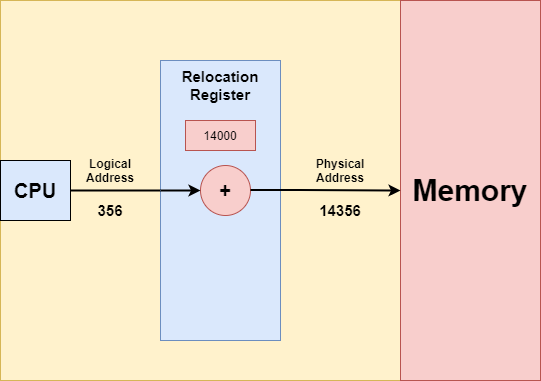 Relocation
Register
14000
Logical
Address
Physical
Address
CPU
+
Memory
356
14356